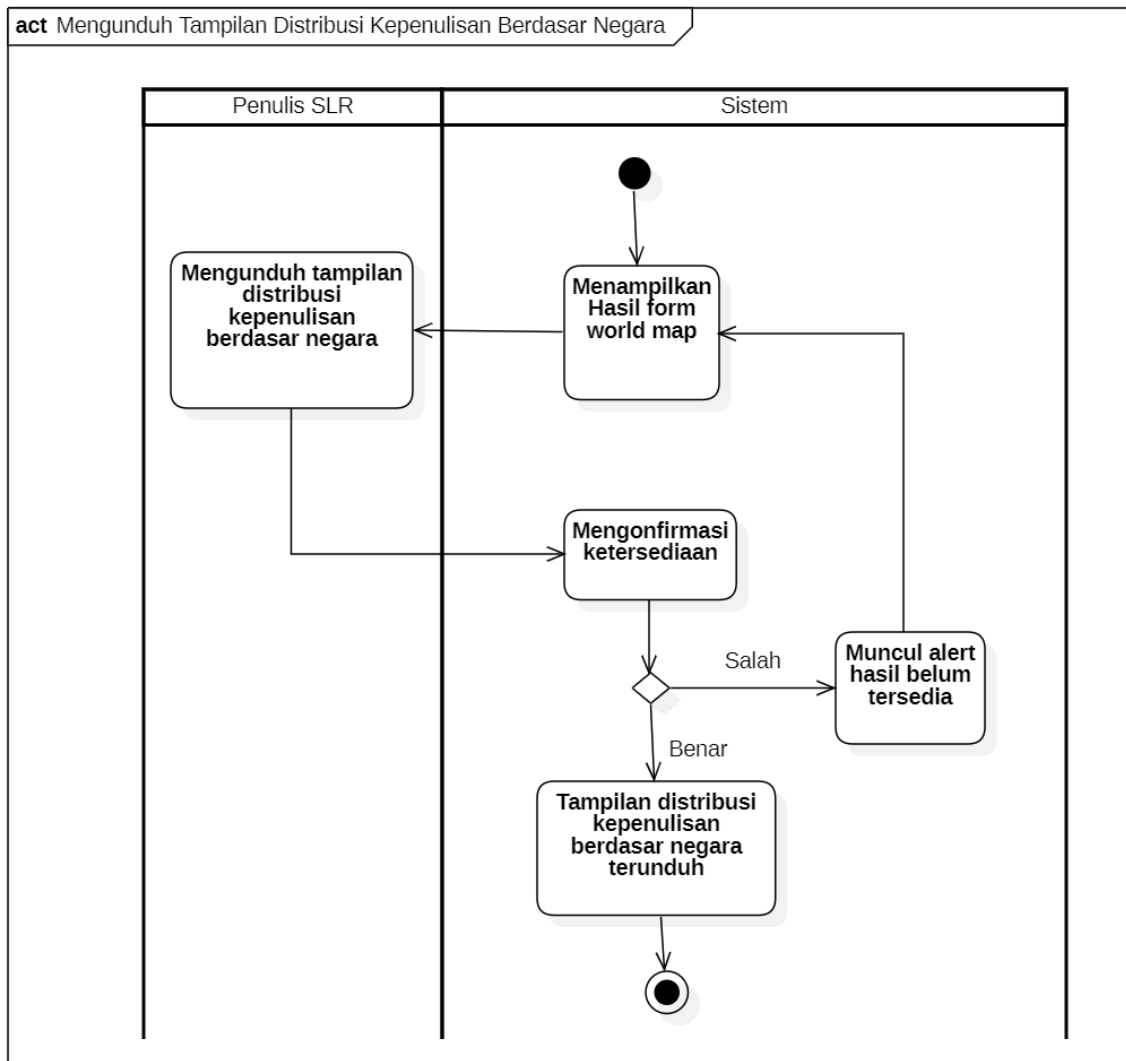 act Mengunduh Tampilan Distribusi Kepenulisan Berdasar Negara
Penulis SLR
Sistem
Mengunduh tampilan
distribusi
kepenulisan
berdasar negara
Menampilkan
Hasil form
world map
Mengonfirmasi
ketersediaan
Salah
Muncul alert
hasil belum
tersedia
Benar
Tampilan distribusi
kepenulisan
berdasar negara
terunduh